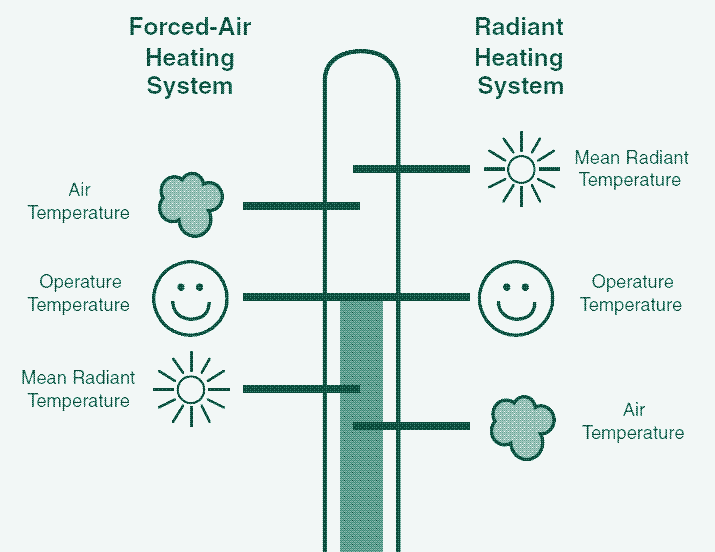 Forced-Air
Heating
System
Radiant
Heating
System
Air
Temperature
Operature
Temperature
Mean Radiant
Temperature
Mean Radiant
Temperature
Operature
Temperature
Air
Temperature